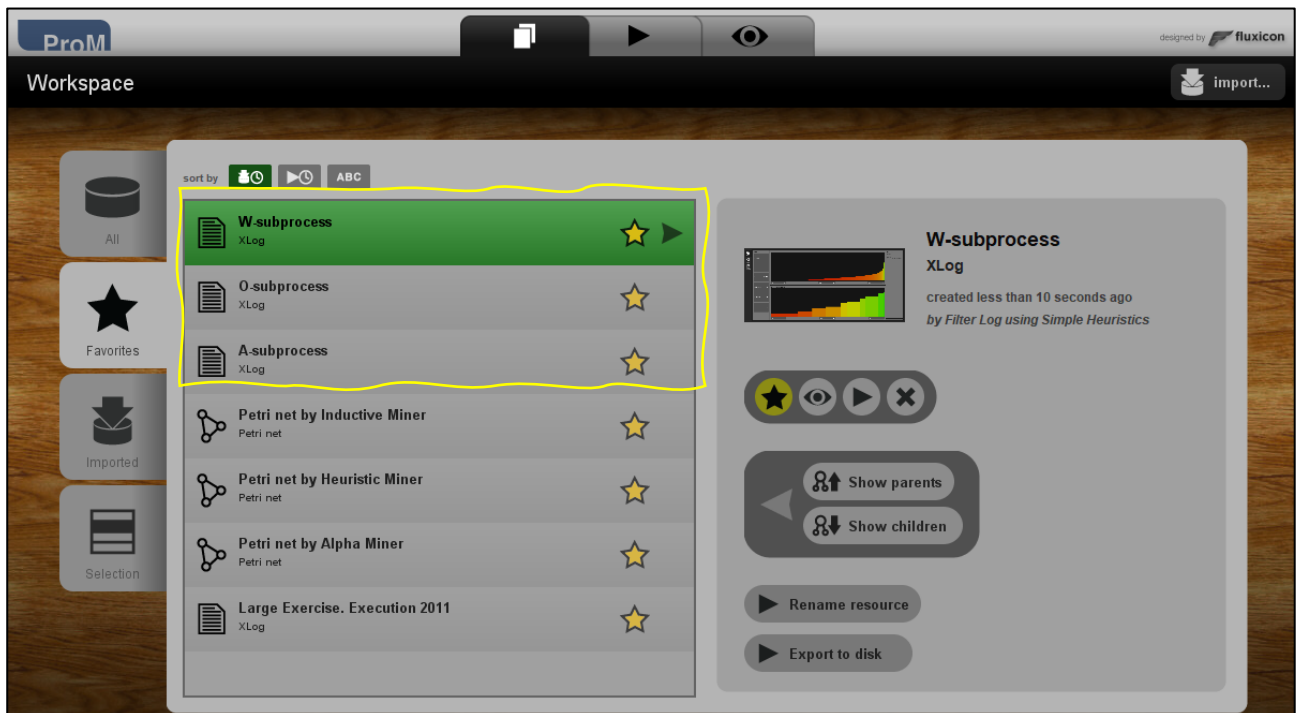 ProM
designed by fluxicon
Workspace
import...
sort by
ABC
All
Favorites
Imported
Selection
W-subprocess
XLog
O-subprocess
XLog
A-subprocess
XLog
Petri net by Inductive Miner
Petri net
Petri net by Heuristic Miner
Petri net
Petri net by Alpha Miner
Petri net
Large Exercise. Execution 2011
XLog
W-subprocess
XLog
created less than 10 seconds ago
by Filter Log using Simple Heuristics
Show parents
Show children
Rename resource
Export to disk